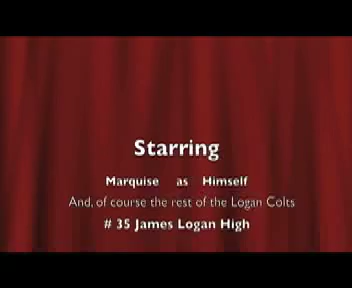 Starring
Marquise as Himself
And, of course the rest of the Logan Colts
# 35 James Logan High